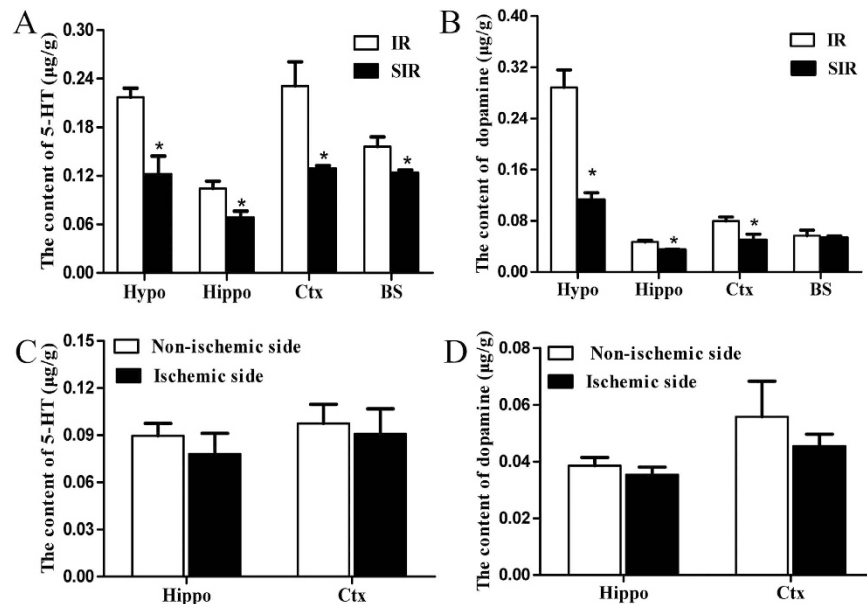 A
The content of 5-HT (μg/g)
0.30
0.24
0.18
0.12
0.06
0.00
IR
SIR
*
*
*
*
Hypo Hippo Ctx BS
B
The content of dopamine (μg/g)
0.40
0.32
0.24
0.16
0.08
0.00
IR
SIR
*
*
*
Hypo Hippo Ctx BS
C
The content of 5-HT (μg/g)
0.15
0.12
0.09
0.06
0.03
0.00
Non-ischemic side
Ischemic side
Hippo Ctx
D
The content of dopamine (μg/g)
0.08
0.06
0.04
0.02
0.00
Non-ischemic side
Ischemic side
Hippo Ctx